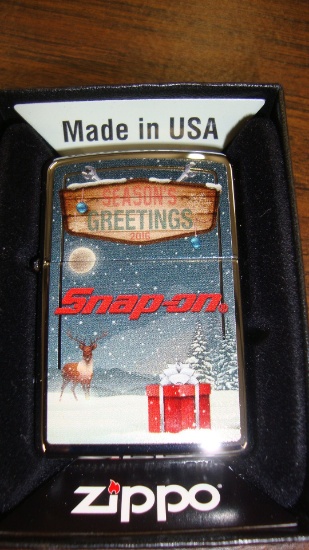 Made in USA
SEASON'S
GREETINGS
2016
Snap-on®
zippo